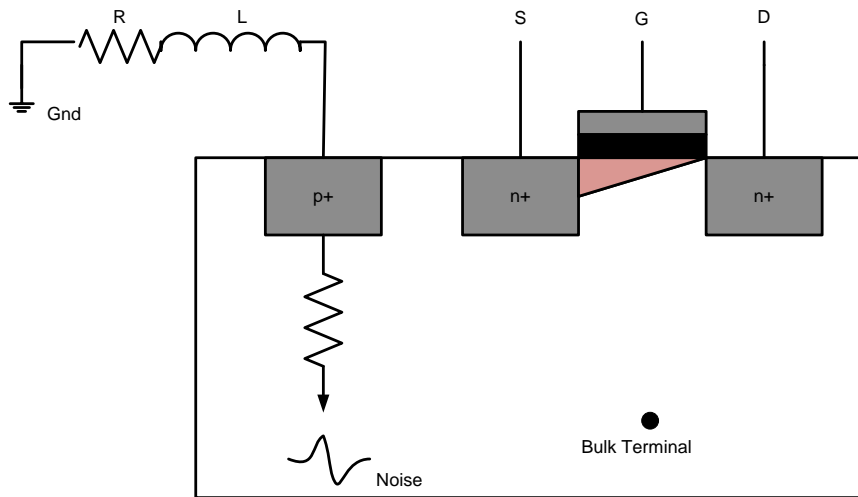 R
L
S
G
D
Gnd
p+
n+
n+
Bulk Terminal
Noise